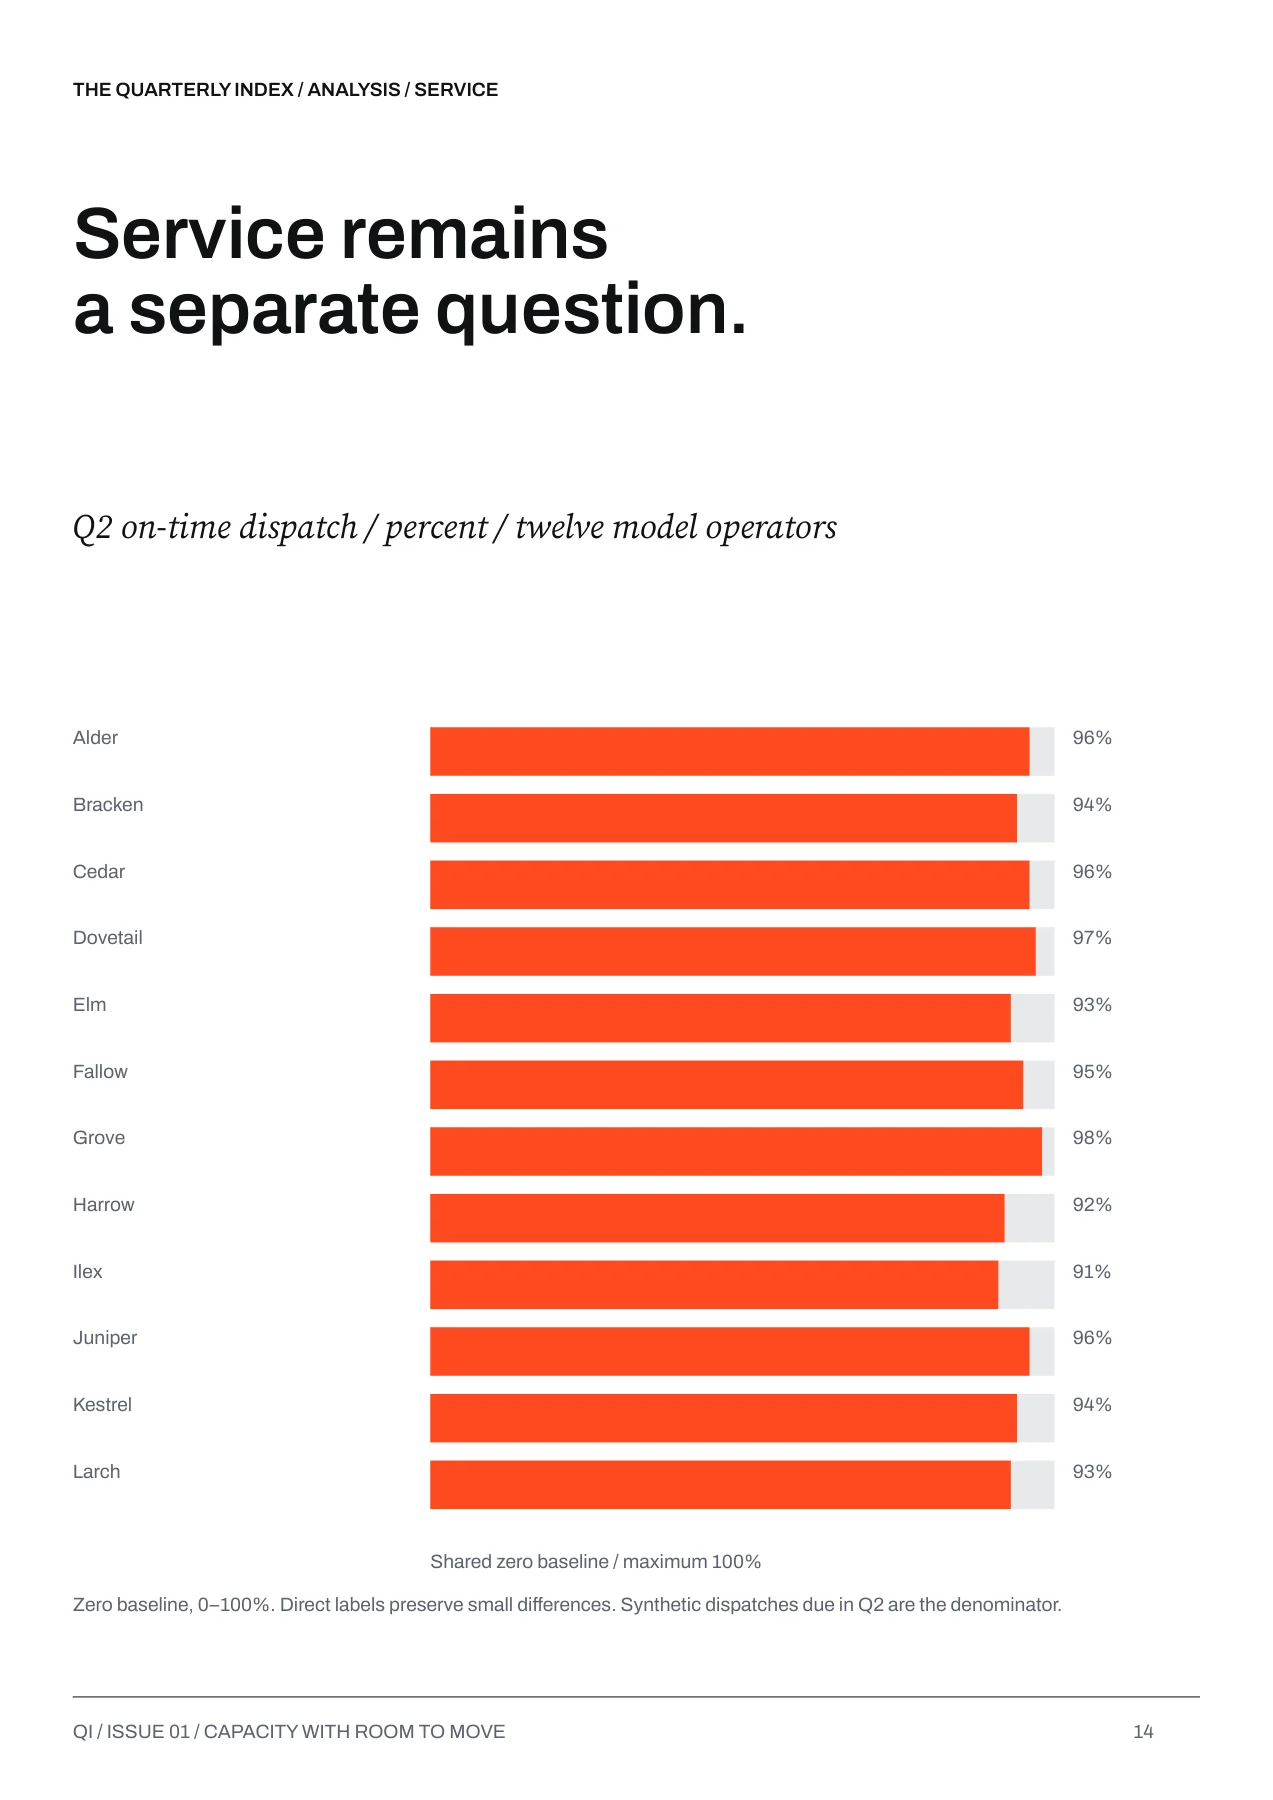 THE QUARTERLY INDEX / ANALYSIS / SERVICE
Service remains
a separate question.
Q2 on-time dispatch / percent / twelve model operators
Alder 96%
Bracken 94%
Cedar 96%
Dovetail 97%
Elm 93%
Fallow 95%
Grove 98%
Harrow 92%
Ilex 91%
Juniper 96%
Kestrel 94%
Larch 93%
Shared zero baseline / maximum 100%
Zero baseline, 0–100%. Direct labels preserve small differences. Synthetic dispatches due in Q2 are the denominator.
QI / ISSUE 01 / CAPACITY WITH ROOM TO MOVE 14